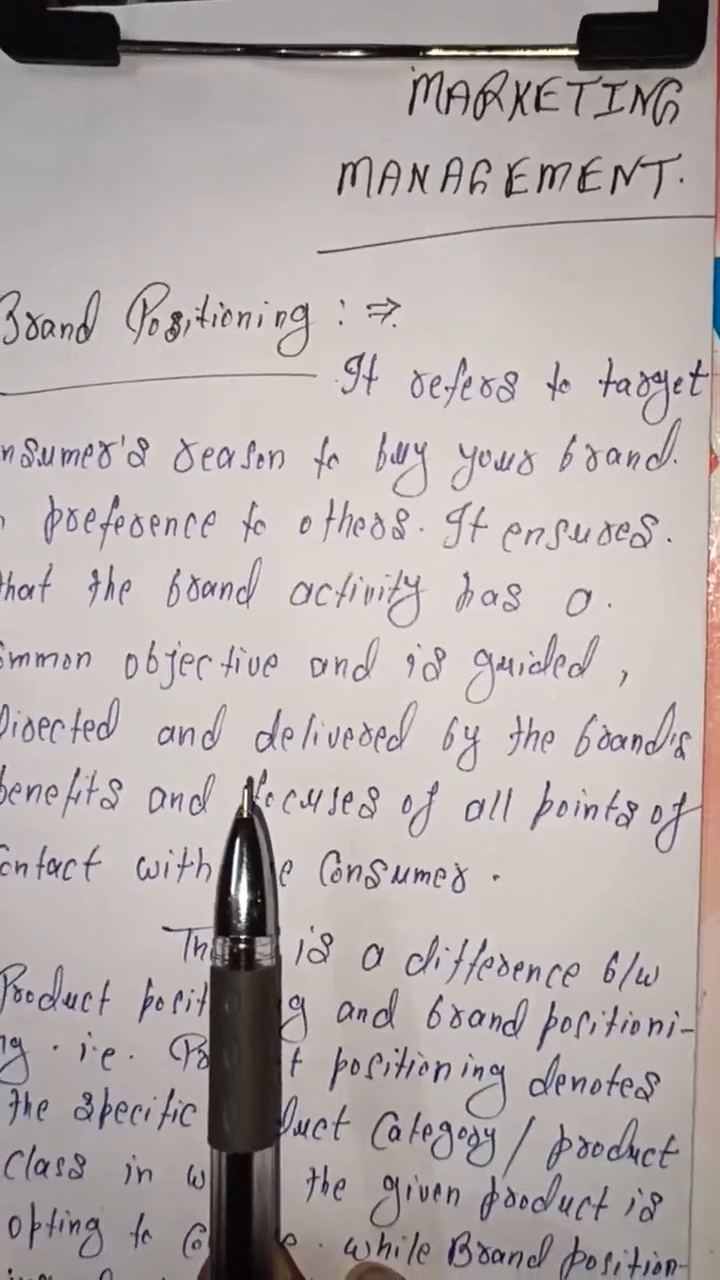 MARKETING
MANAGEMENT.
Brand Positioning : ⇒
It refers to target
nsumer's reason to buy your brand.
preference to others. It ensures.
that the brand activity has a.
mmon objective and is guided,
Directed and delivered by the brand's
benefits and focuses of all points of
ontact with e Consumer.
Th is a difference b/w
Product posit g and brand positioni-
ng. i.e. P t positioning denotes
the specific duct Category / product
Class in w the given product is
opting to . while Brand position-